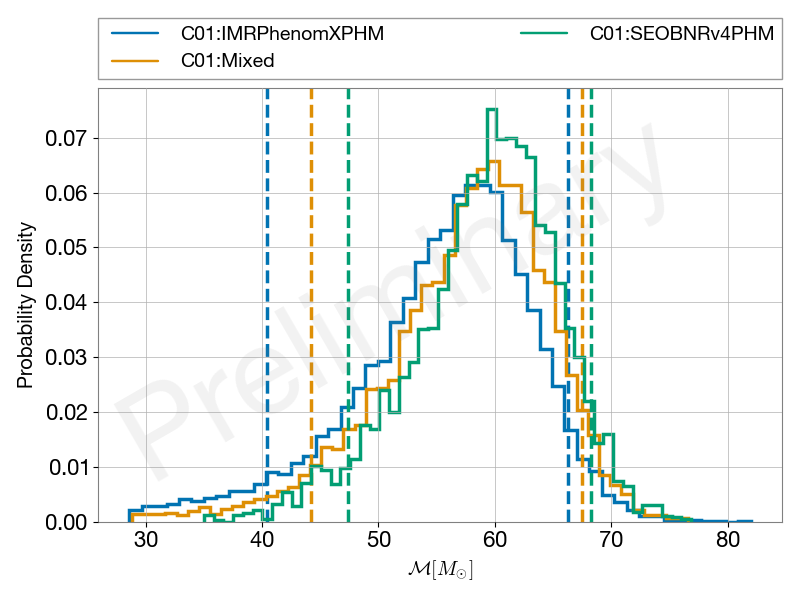 C01:IMRPhenomXPHM
C01:SEOBNRv4PHM
C01:Mixed
0.07
0.06
0.05
0.04
0.03
0.02
0.01
0.00
Probability Density
Preliminary
30 40 50 60 70 80
ℳ[M⊙]